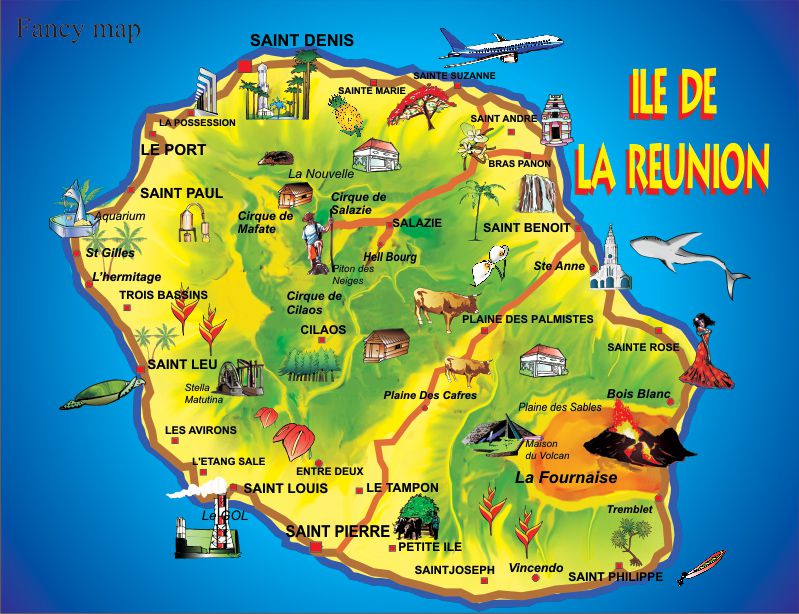 Fancy map
SAINT DENIS
ILE DE
LA REUNION
SAINTE SUZANNE
SAINTE MARIE
SAINT ANDRE
LA POSSESSION
LE PORT
BRAS PANON
La Nouvelle
SAINT PAUL
Cirque de
Salazie
Aquarium
Cirque de
Mafate
SALAZIE
SAINT BENOIT
St Gilles
Hell Bourg
Ste Anne
L'hermitage
Piton des
Neiges
TROIS BASSINS
Cirque de
Cilaos
CILAOS
PLAINE DES PALMISTES
SAINTE ROSE
SAINT LEU
Stella
Matutina
Plaine Des Cafres
Bois Blanc
Plaine des Sables
LES AVIRONS
Maison
du Volcan
L'ETANG SALE
ENTRE DEUX
La Fournaise
SAINT LOUIS
LE TAMPON
Le GOL
Tremblet
SAINT PIERRE
PETITE ILE
SAINTJOSEPH
Vincendo
SAINT PHILIPPE